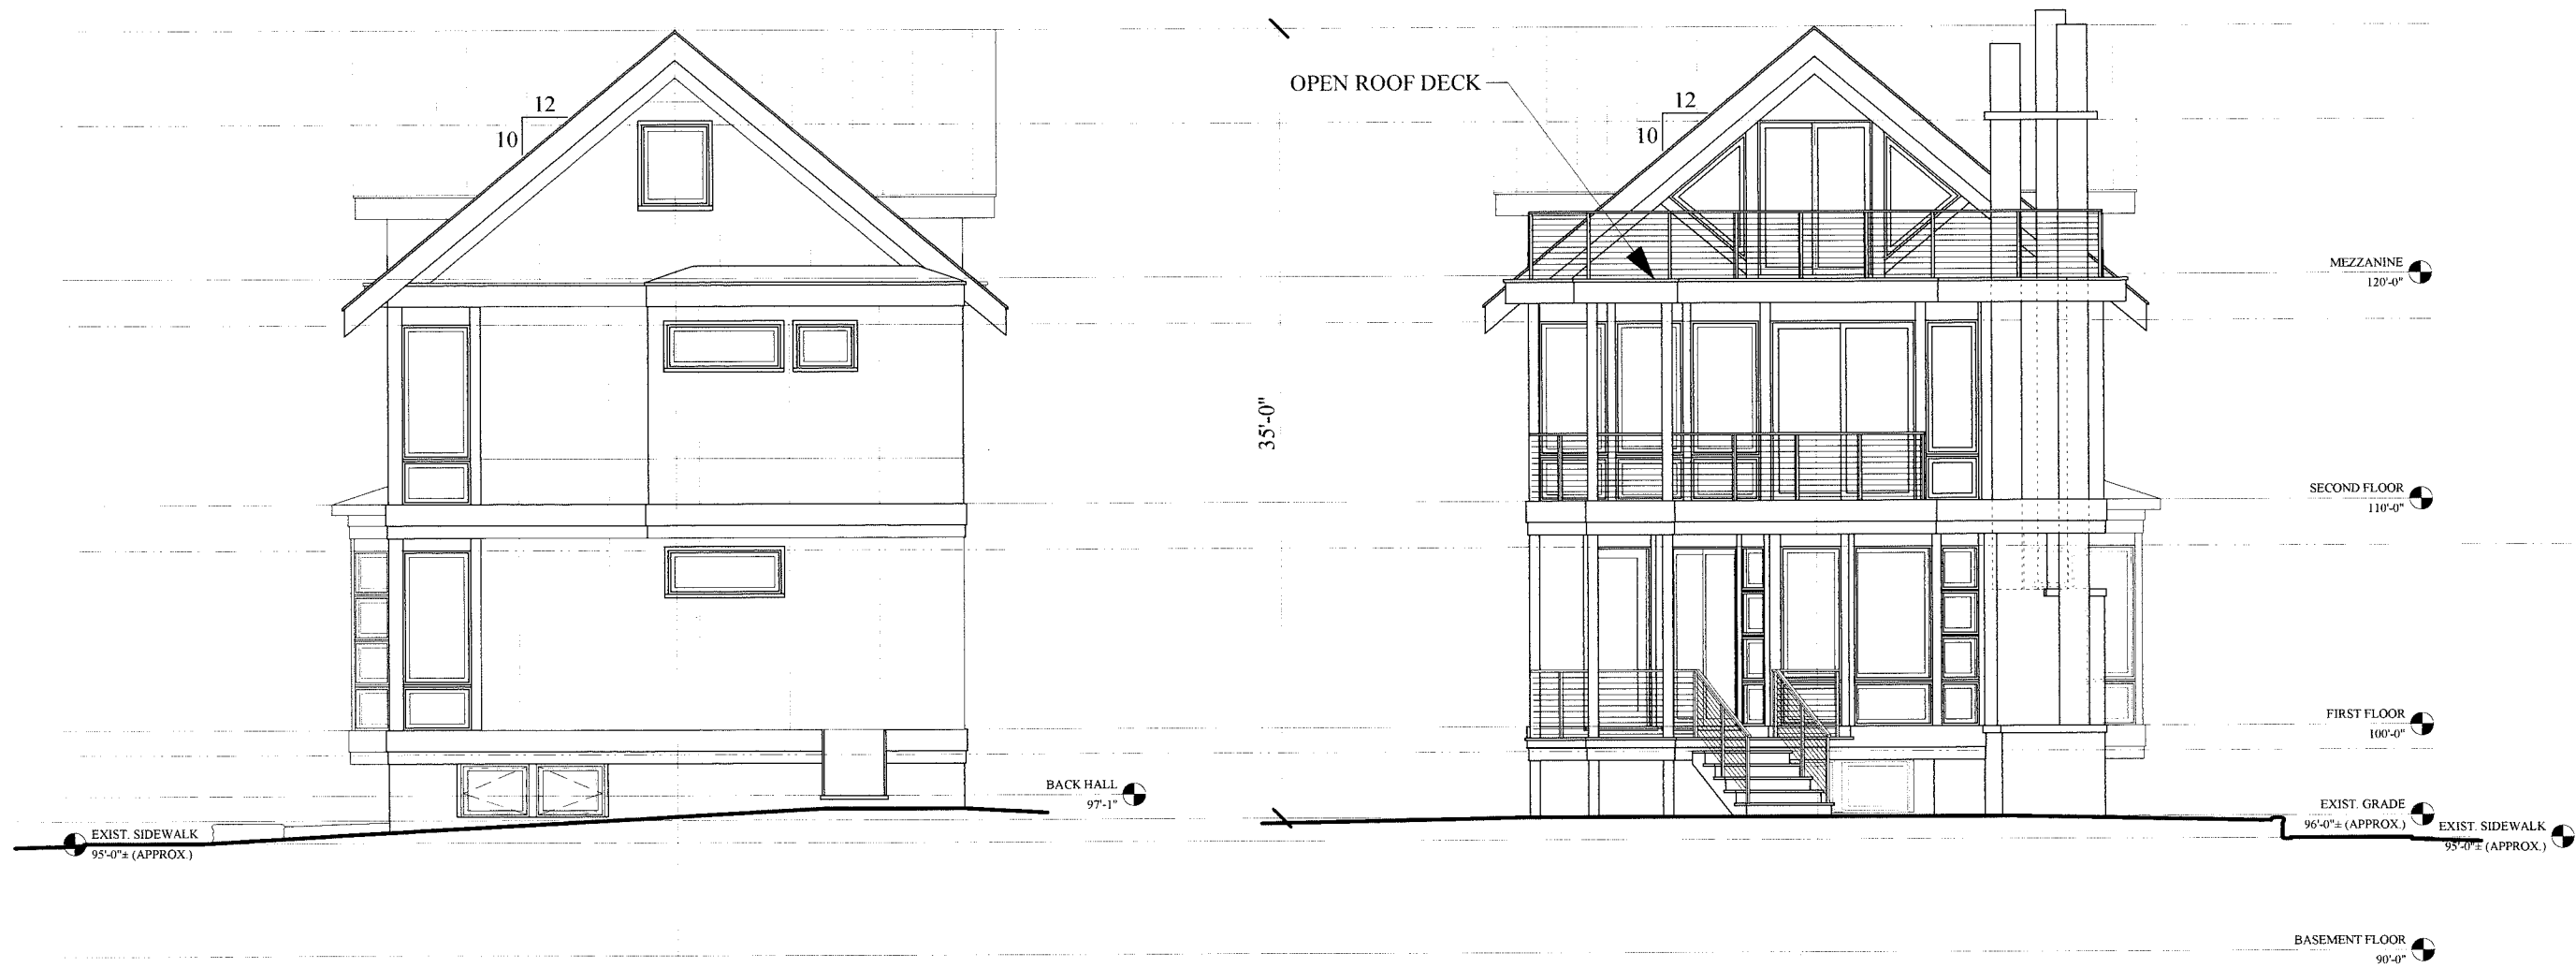 12
10
OPEN ROOF DECK
12
10
MEZZANINE
120'-0"
35'-0"
SECOND FLOOR
110'-0"
FIRST FLOOR
100'-0"
BACK HALL
97'-1"
EXIST. GRADE
96'-0"± (APPROX.)
EXIST. SIDEWALK
95'-0"± (APPROX.)
EXIST. SIDEWALK
95'-0"± (APPROX.)
BASEMENT FLOOR
90'-0"